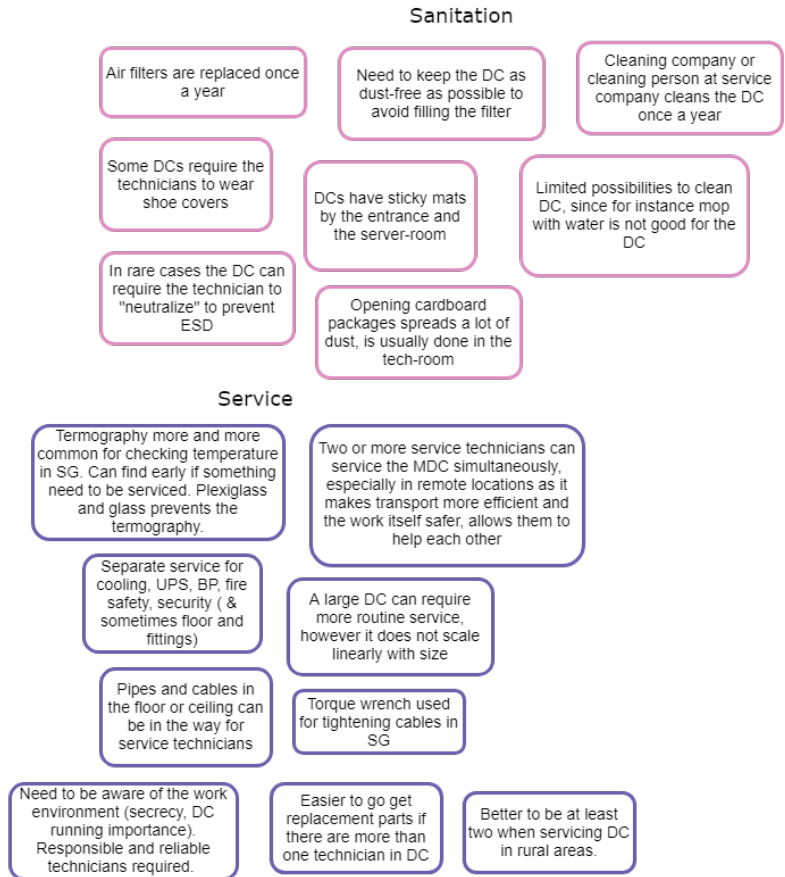 Sanitation
Air filters are replaced once
a year
Need to keep the DC as
dust-free as possible to
avoid filling the filter
Cleaning company or
cleaning person at service
company cleans the DC
once a year
Some DCs require the
technicians to wear
shoe covers
DCs have sticky mats
by the entrance and
the server-room
Limited possibilities to clean
DC, since for instance mop
with water is not good for the
DC
In rare cases the DC can
require the technician to
"neutralize" to prevent
ESD
Opening cardboard
packages spreads a lot of
dust, is usually done in the
tech-room
Service
Termography more and more
common for checking temperature
in SG. Can find early if something
need to be serviced. Plexiglass
and glass prevents the
termography.
Two or more service technicians can
service the MDC simultaneously,
especially in remote locations as it
makes transport more efficient and
the work itself safer, allows them to
help each other
Separate service for
cooling, UPS, BP, fire
safety, security ( &
sometimes floor and
fittings)
A large DC can require
more routine service,
however it does not scale
linearly with size
Pipes and cables in
the floor or ceiling can
be in the way for
service technicians
Torque wrench used
for tightening cables in
SG
Need to be aware of the work
environment (secrecy, DC
running importance).
Responsible and reliable
technicians required.
Easier to go get
replacement parts if
there are more than
one technician in DC
Better to be at least
two when servicing DC
in rural areas.